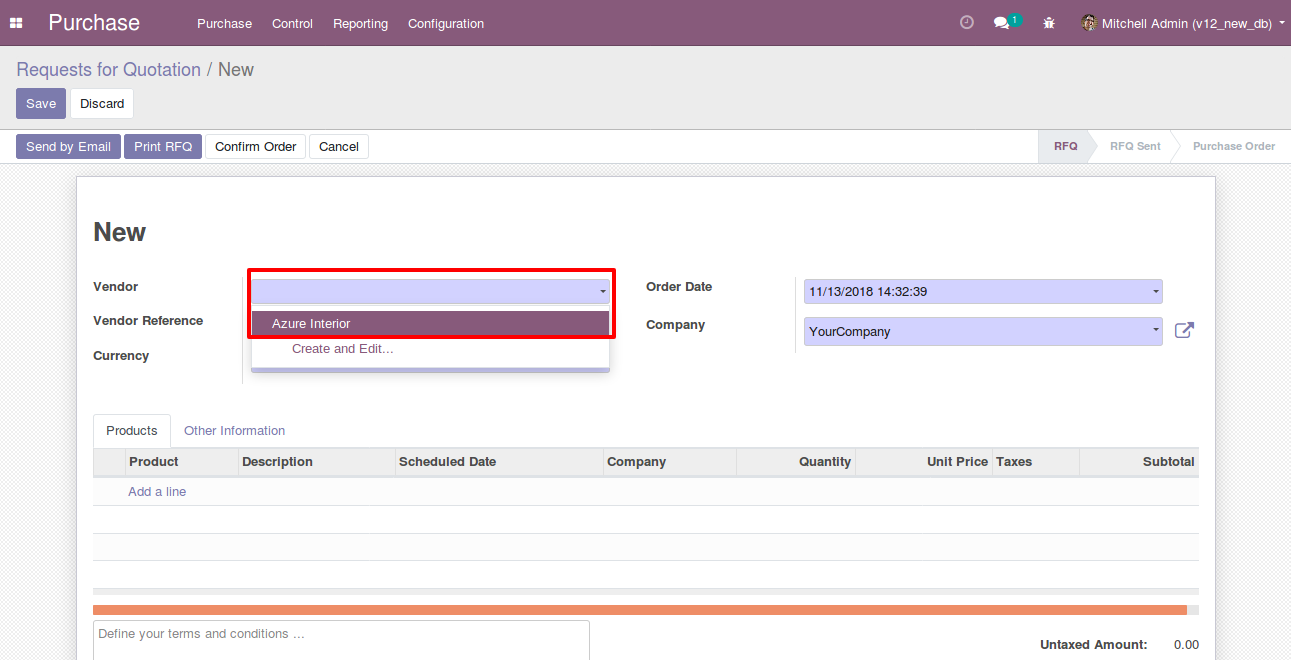 Purchase Purchase Control Reporting Configuration 1 Mitchell Admin (v12_new_db)
Requests for Quotation / New
Save Discard
Send by Email Print RFQ Confirm Order Cancel RFQ RFQ Sent Purchase Order
New
Vendor Order Date 11/13/2018 14:32:39
Azure Interior
Vendor Reference Company YourCompany
Create and Edit...
Currency
Products Other Information
Product Description Scheduled Date Company Quantity Unit Price Taxes Subtotal
Add a line
Define your terms and conditions ...
Untaxed Amount: 0.00